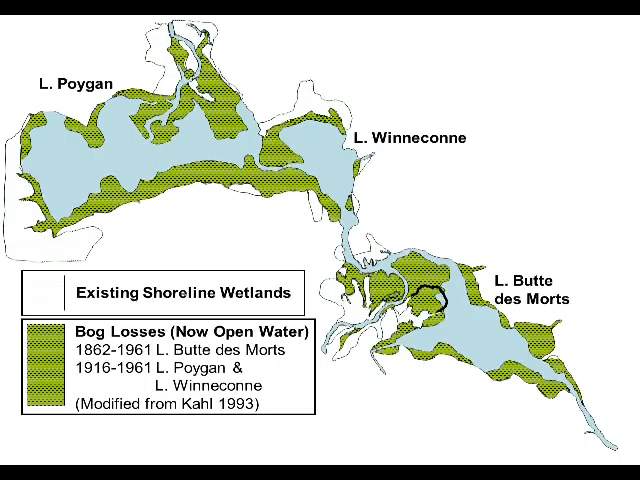 L. Poygan
L. Winneconne
L. Butte
des Morts
Existing Shoreline Wetlands
Bog Losses (Now Open Water)
1862-1961 L. Butte des Morts
1916-1961 L. Poygan &
L. Winneconne
(Modified from Kahl 1993)